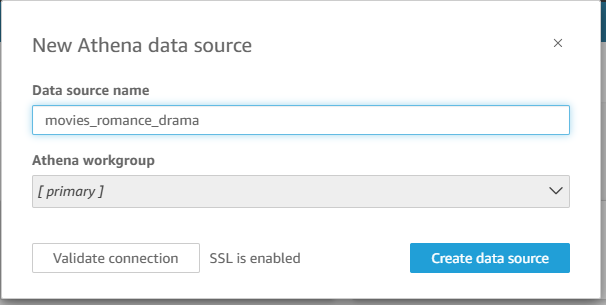 New Athena data source
Data source name
movies_romance_drama
Athena workgroup
[ primary ]
Validate connection SSL is enabled Create data source